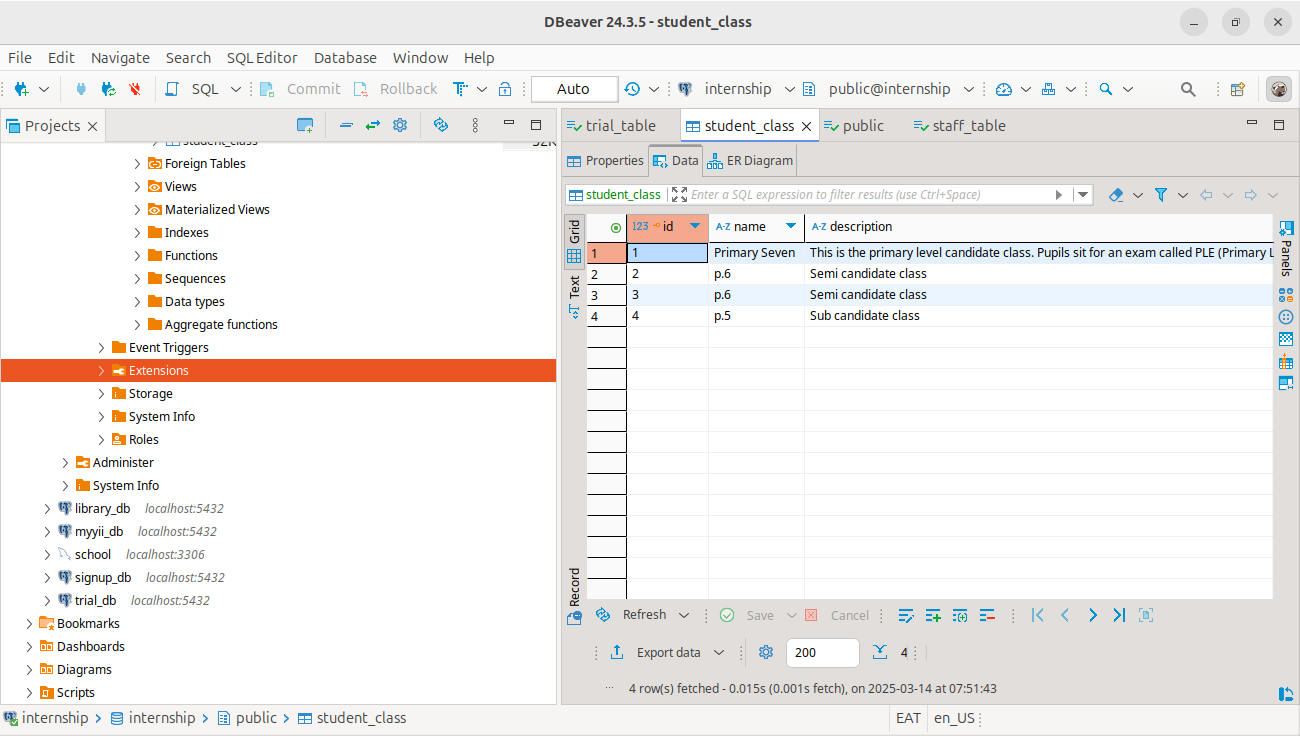 DBeaver 24.3.5 - student_class
File Edit Navigate Search SQL Editor Database Window Help
SQL Commit Rollback Auto internship public@internship
Projects
trial_table student_class public staff_table
student_class
Foreign Tables
Views
Materialized Views
Indexes
Functions
Sequences
Data types
Aggregate functions
Event Triggers
Extensions
Storage
System Info
Roles
Administer
System Info
library_db localhost:5432
myyii_db localhost:5432
school localhost:3306
signup_db localhost:5432
trial_db localhost:5432
Bookmarks
Dashboards
Diagrams
Scripts
Properties Data ER Diagram
student_class Enter a SQL expression to filter results (use Ctrl+Space)
Grid
Text
Record
123 id A-Z name A-Z description
1 1 Primary Seven This is the primary level candidate class. Pupils sit for an exam called PLE (Primary L
2 2 p.6 Semi candidate class
3 3 p.6 Semi candidate class
4 4 p.5 Sub candidate class
Panels
Refresh Save Cancel
Export data 200 4
4 row(s) fetched - 0.015s (0.001s fetch), on 2025-03-14 at 07:51:43
internship internship public student_class EAT en_US